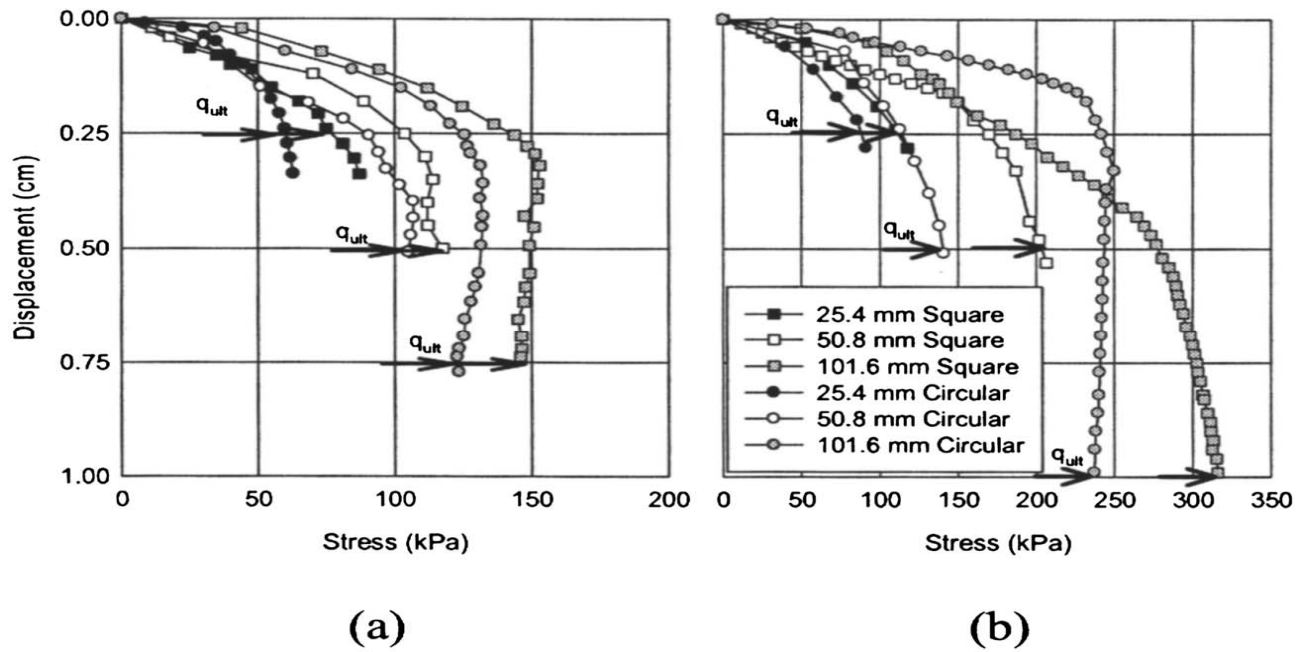 Displacement (cm)
0.00
0.25
0.50
0.75
1.00
q_ult
q_ult
q_ult
0 50 100 150 200
Stress (kPa)
(a)
q_ult
q_ult
25.4 mm Square
50.8 mm Square
101.6 mm Square
25.4 mm Circular
50.8 mm Circular
101.6 mm Circular
q_ult
0 50 100 150 200 250 300 350
Stress (kPa)
(b)